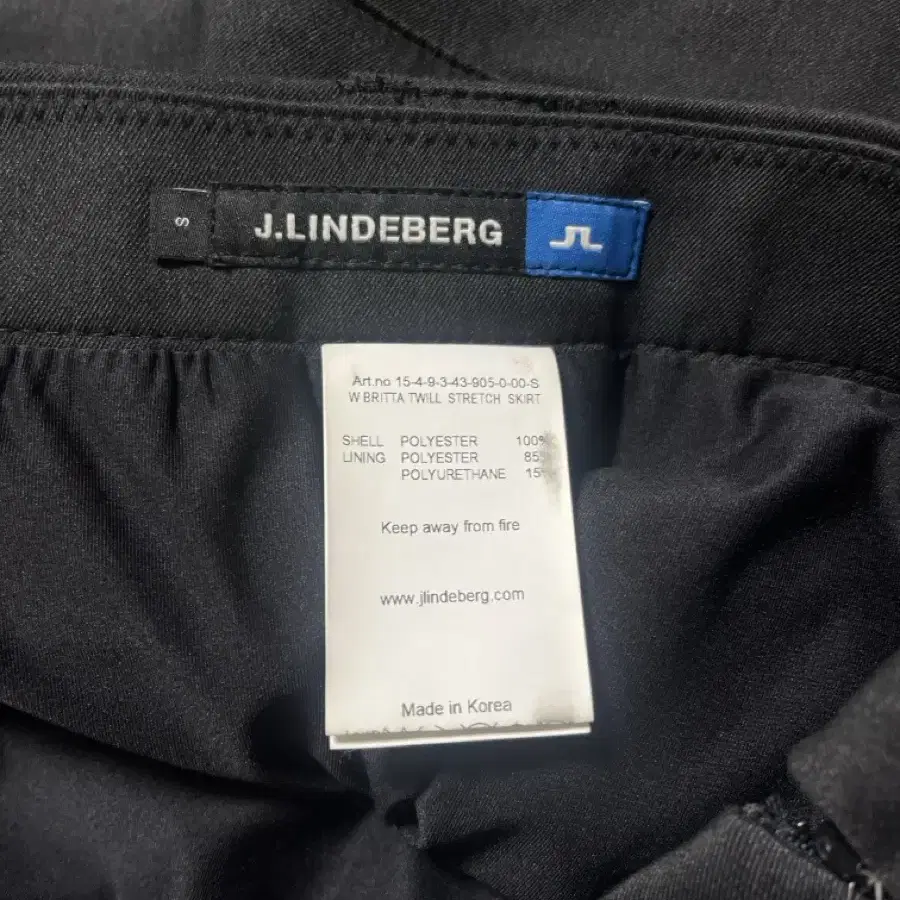 S
J.LINDEBERG
Art.no 15-4-9-3-43-905-0-00-S
W BRITTA TWILL STRETCH SKIRT
SHELL POLYESTER 100%
LINING POLYESTER 85%
POLYURETHANE 15%
Keep away from fire
www.jlindeberg.com
Made in Korea